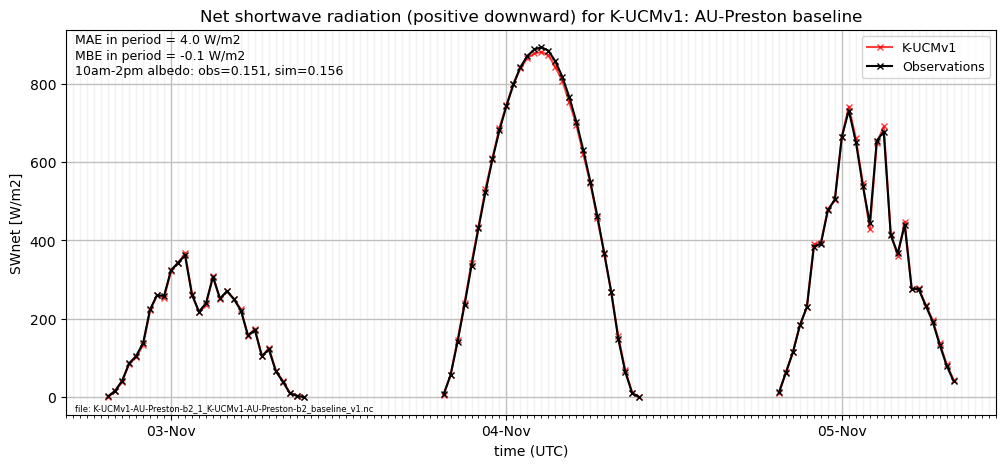 Net shortwave radiation (positive downward) for K-UCMv1: AU-Preston baseline
MAE in period = 4.0 W/m2
MBE in period = -0.1 W/m2
10am-2pm albedo: obs=0.151, sim=0.156
K-UCMv1
Observations
SWnet [W/m2]
800
600
400
200
0
file: K-UCMv1-AU-Preston-b2_1_K-UCMv1-AU-Preston-b2_baseline_v1.nc
03-Nov
04-Nov
05-Nov
time (UTC)